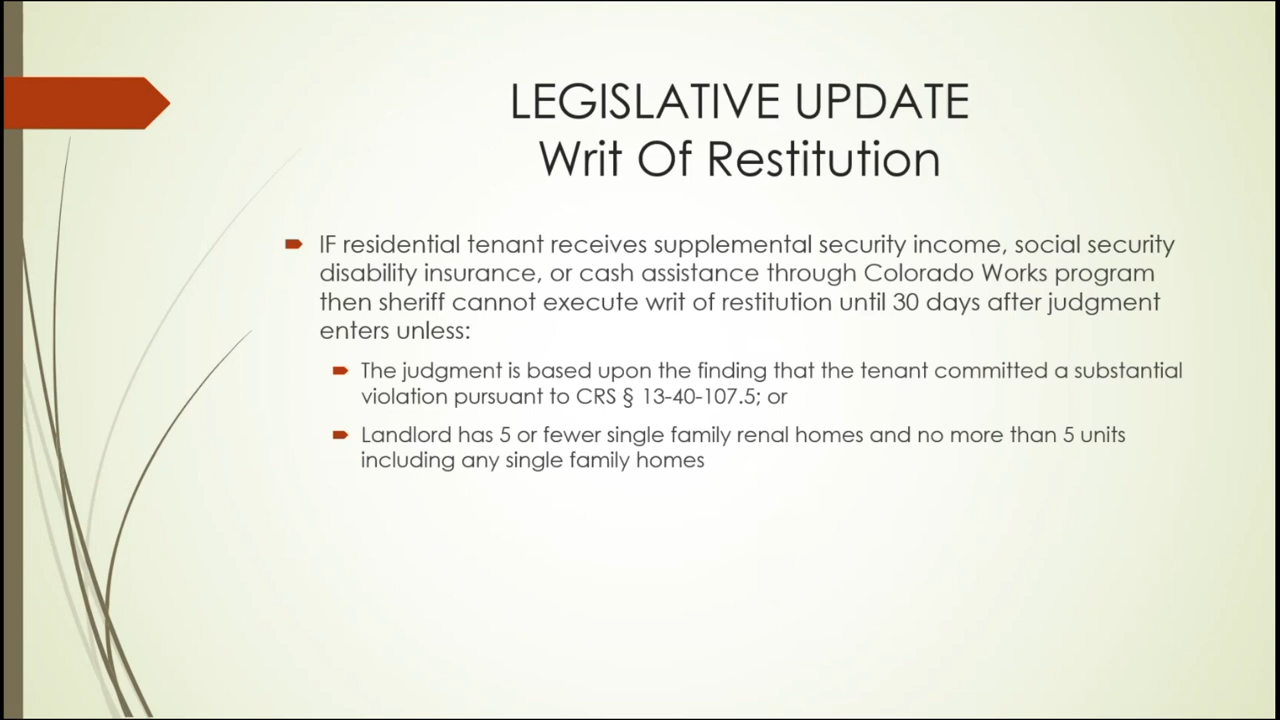 LEGISLATIVE UPDATE
Writ Of Restitution
IF residential tenant receives supplemental security income, social security
disability insurance, or cash assistance through Colorado Works program
then sheriff cannot execute writ of restitution until 30 days after judgment
enters unless:
The judgment is based upon the finding that the tenant committed a substantial
violation pursuant to CRS § 13-40-107.5; or
Landlord has 5 or fewer single family renal homes and no more than 5 units
including any single family homes